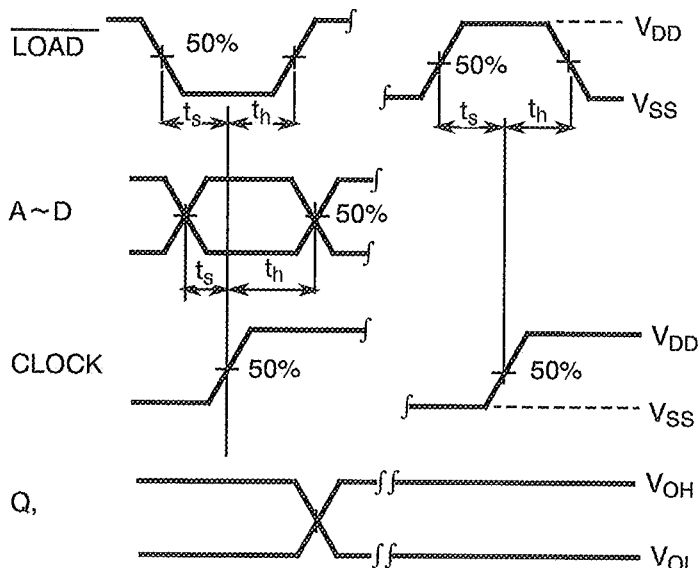 VDD
LOAD
50%
50%
VSS
ts
th
ts
th
A~D
50%
ts
th
VDD
CLOCK
50%
50%
VSS
VOH
Q,
VOL